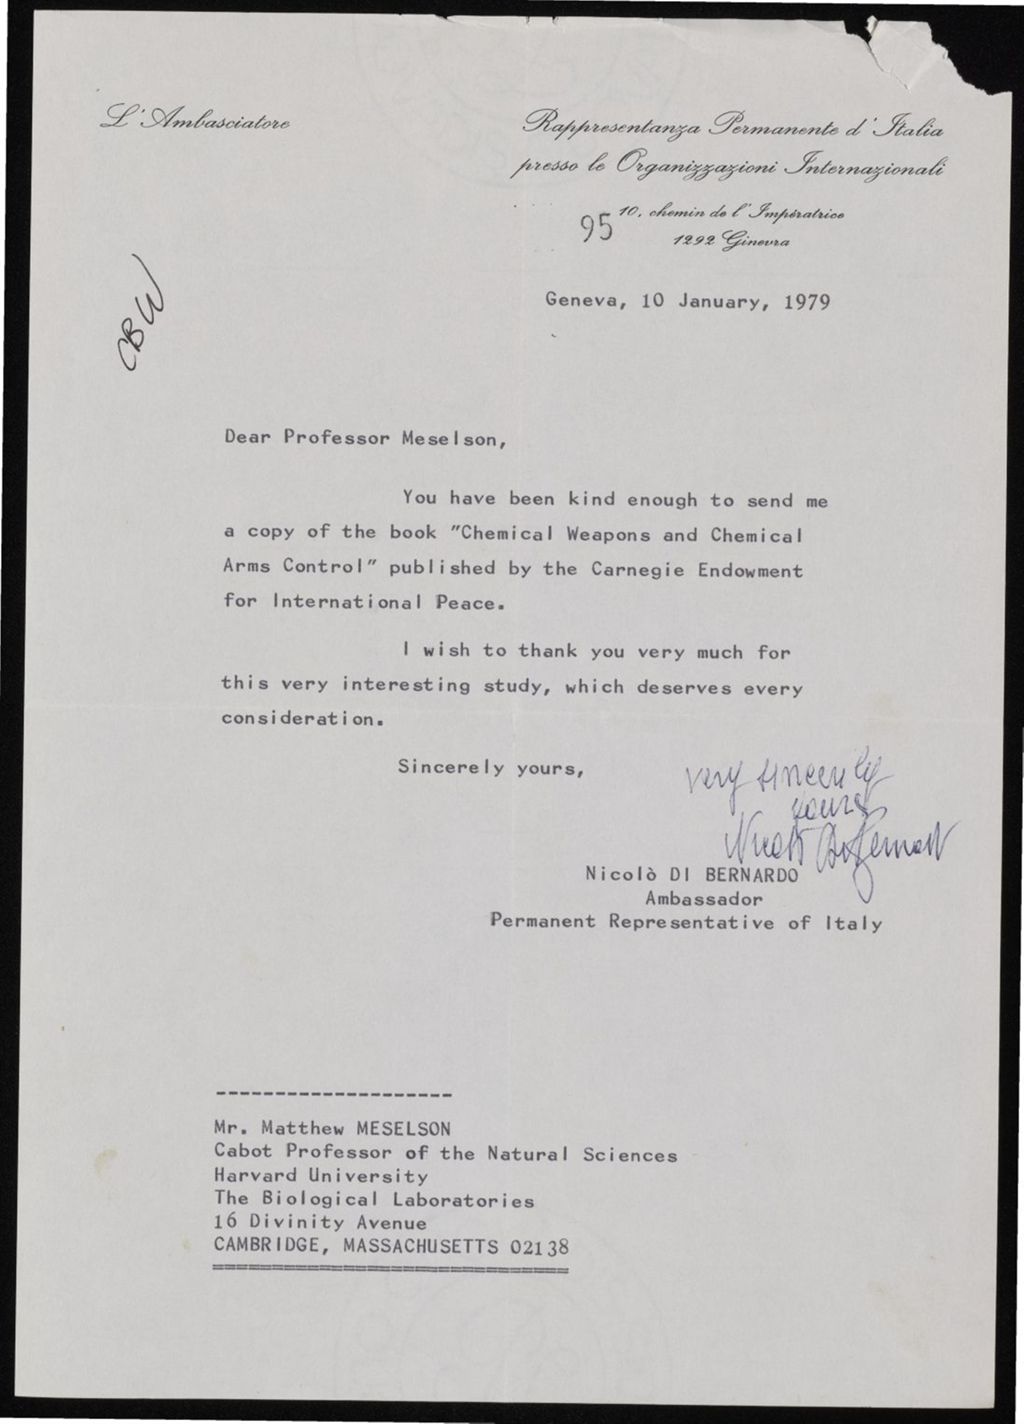 L'Ambasciatore
Rappresentanza Permanente d'Italia
presso le Organizzazioni Internazionali
10, chemin de l'Impératrice
95
1292 Ginevra
CBW
Geneva, 10 January, 1979
Dear Professor Meselson,
You have been kind enough to send me
a copy of the book "Chemical Weapons and Chemical
Arms Control" published by the Carnegie Endowment
for International Peace.
I wish to thank you very much for
this very interesting study, which deserves every
consideration.
Sincerely yours,
very sincerely
yours
Nicolò DI BERNARDO
Ambassador
Permanent Representative of Italy
--------------------
Mr. Matthew MESELSON
Cabot Professor of the Natural Sciences
Harvard University
The Biological Laboratories
16 Divinity Avenue
CAMBRIDGE, MASSACHUSETTS 02138
==============================